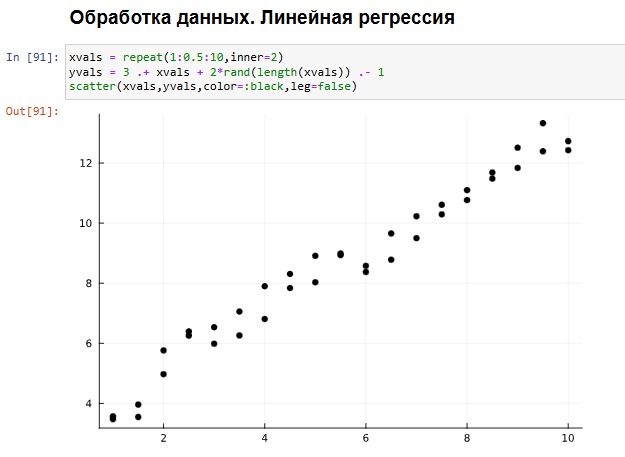 Обработка данных. Линейная регрессия
In [91]:
xvals = repeat(1:0.5:10,inner=2)
yvals = 3 .+ xvals + 2*rand(length(xvals)) .- 1
scatter(xvals,yvals,color=:black,leg=false)
Out[91]:
12
10
8
6
4
2 4 6 8 10